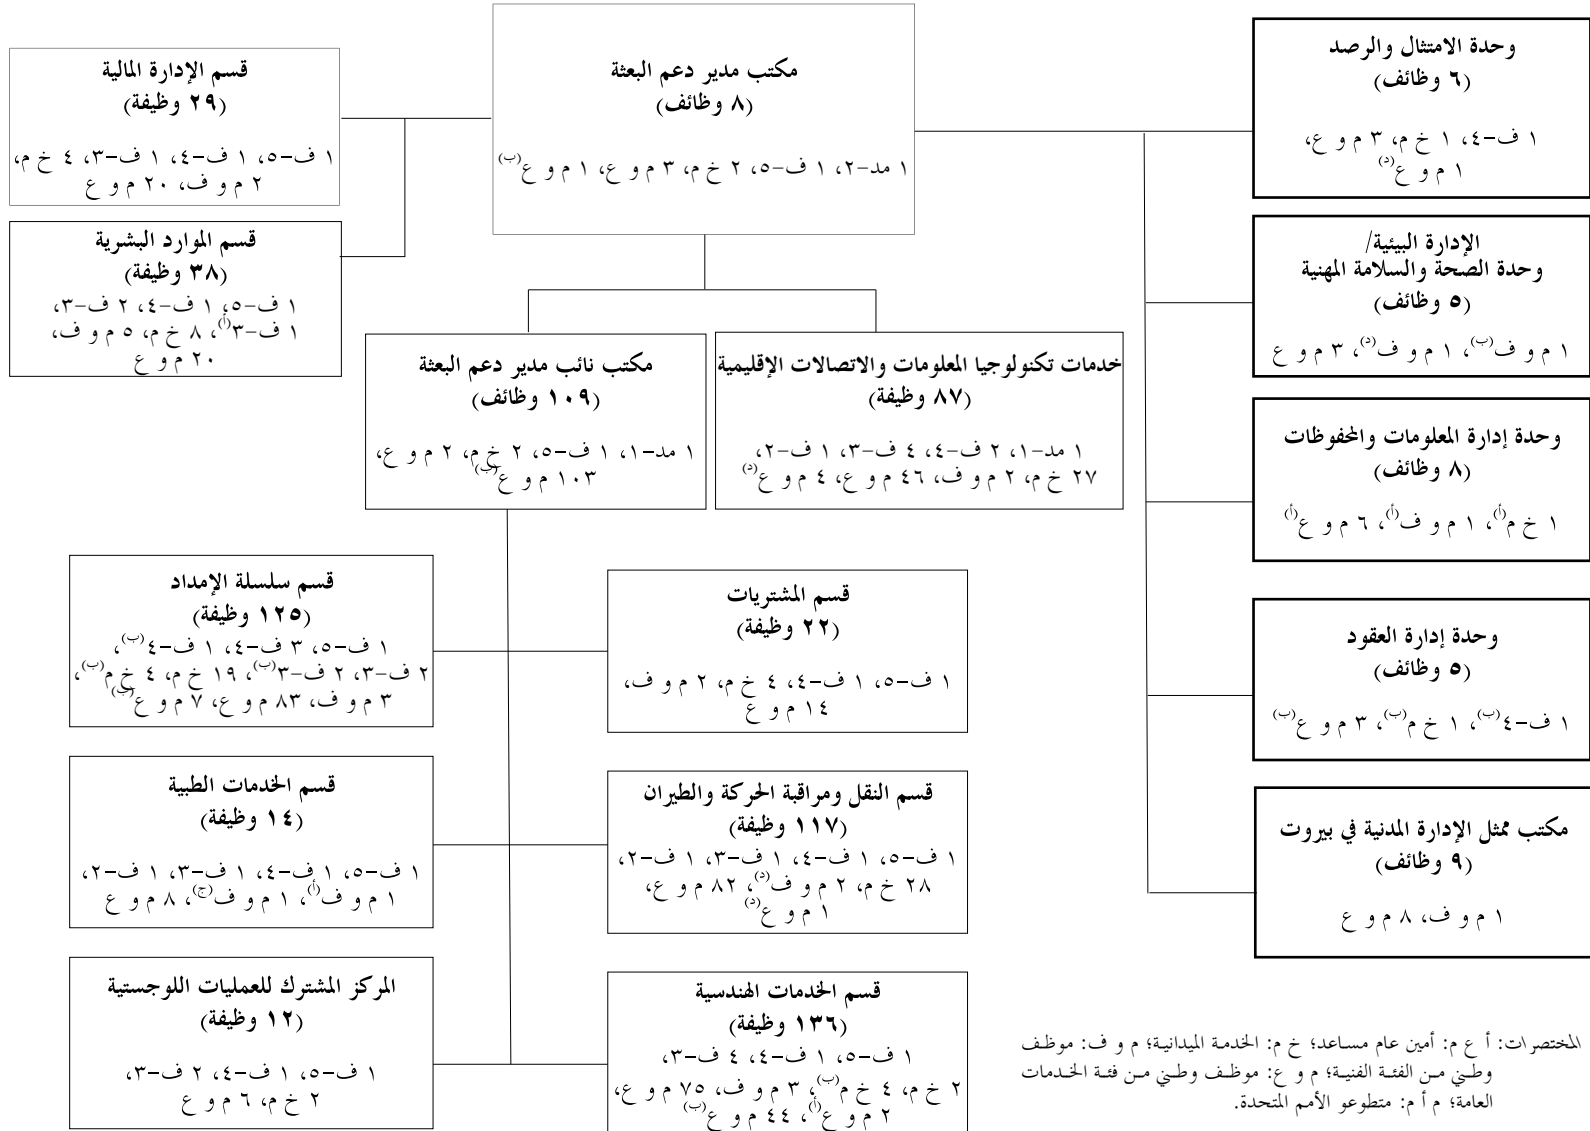 مكتب مدير دعم البعثة
(٨ وظائف)
١ مد-٢، ١ ف-٥، ٢ خ م، ٣ م و ع، ١ م و ع(ب)
قسم الإدارة المالية
(٢٩ وظيفة)
١ ف-٥، ١ ف-٤، ١ ف-٣، ٤ خ م،
٢ م و ف، ٢٠ م و ع
قسم الموارد البشرية
(٣٨ وظيفة)
١ ف-٥، ١ ف-٤، ٢ ف-٣،
١ ف-٣(أ)، ٨ خ م، ٥ م و ف،
٢٠ م و ع
وحدة الامتثال والرصد
(٦ وظائف)
١ ف-٤، ١ خ م، ٣ م و ع،
١ م و ع(د)
الإدارة البيئية/
وحدة الصحة والسلامة المهنية
(٥ وظائف)
١ م و ف(ب)، ١ م و ف(د)، ٣ م و ع
وحدة إدارة المعلومات والمحفوظات
(٨ وظائف)
١ خ م(أ)، ١ م و ف(أ)، ٦ م و ع(أ)
وحدة إدارة العقود
(٥ وظائف)
١ ف-٤(ب)، ١ خ م(ب)، ٣ م و ع(ب)
مكتب ممثل الإدارة المدنية في بيروت
(٩ وظائف)
١ م و ف، ٨ م و ع
خدمات تكنولوجيا المعلومات والاتصالات الإقليمية
(٨٧ وظيفة)
١ مد-١، ٢ ف-٤، ٤ ف-٣، ١ ف-٢،
٢٧ خ م، ٢ م و ف، ٤٦ م و ع، ٤ م و ع(د)
مكتب نائب مدير دعم البعثة
(١٠٩ وظائف)
١ مد-١، ١ ف-٥، ٢ خ م، ٢ م و ع،
١٠٣ م و ع(ب)
قسم المشتريات
(٢٢ وظيفة)
١ ف-٥، ١ ف-٤، ٤ خ م، ٢ م و ف،
١٤ م و ع
قسم سلسلة الإمداد
(١٢٥ وظيفة)
١ ف-٥، ٣ ف-٤، ١ ف-٤(ب)،
٢ ف-٣، ٢ ف-٣(ب)، ١٩ خ م، ٤ خ م(ب)،
٣ م و ف، ٨٣ م و ع، ٧ م و ع(ب)
قسم النقل ومراقبة الحركة والطيران
(١١٧ وظيفة)
١ ف-٥، ١ ف-٤، ١ ف-٣، ١ ف-٢،
٢٨ خ م، ٢ م و ف(د)، ٨٢ م و ع،
١ م و ع(د)
قسم الخدمات الطبية
(١٤ وظيفة)
١ ف-٥، ١ ف-٤، ١ ف-٣، ١ ف-٢،
١ م و ف(أ)، ١ م و ف(ج)، ٨ م و ع
قسم الخدمات الهندسية
(١٣٦ وظيفة)
١ ف-٥، ١ ف-٤، ٤ ف-٣،
٢ خ م، ٤ خ م(ب)، ٣ م و ف، ٧٥ م و ع،
٢ م و ع(أ)، ٤٤ م و ع(ب)
المركز المشترك للعمليات اللوجستية
(١٢ وظيفة)
١ ف-٥، ١ ف-٤، ٢ ف-٣،
٢ خ م، ٦ م و ع
المختصرات: أ ع م: أمين عام مساعد؛ خ م: الخدمة الميدانية؛ م و ف: موظف
وطني من الفئة الفنية؛ م و ع: موظف وطني من فئة الخدمات
العامة؛ م أ م: متطوعو الأمم المتحدة.